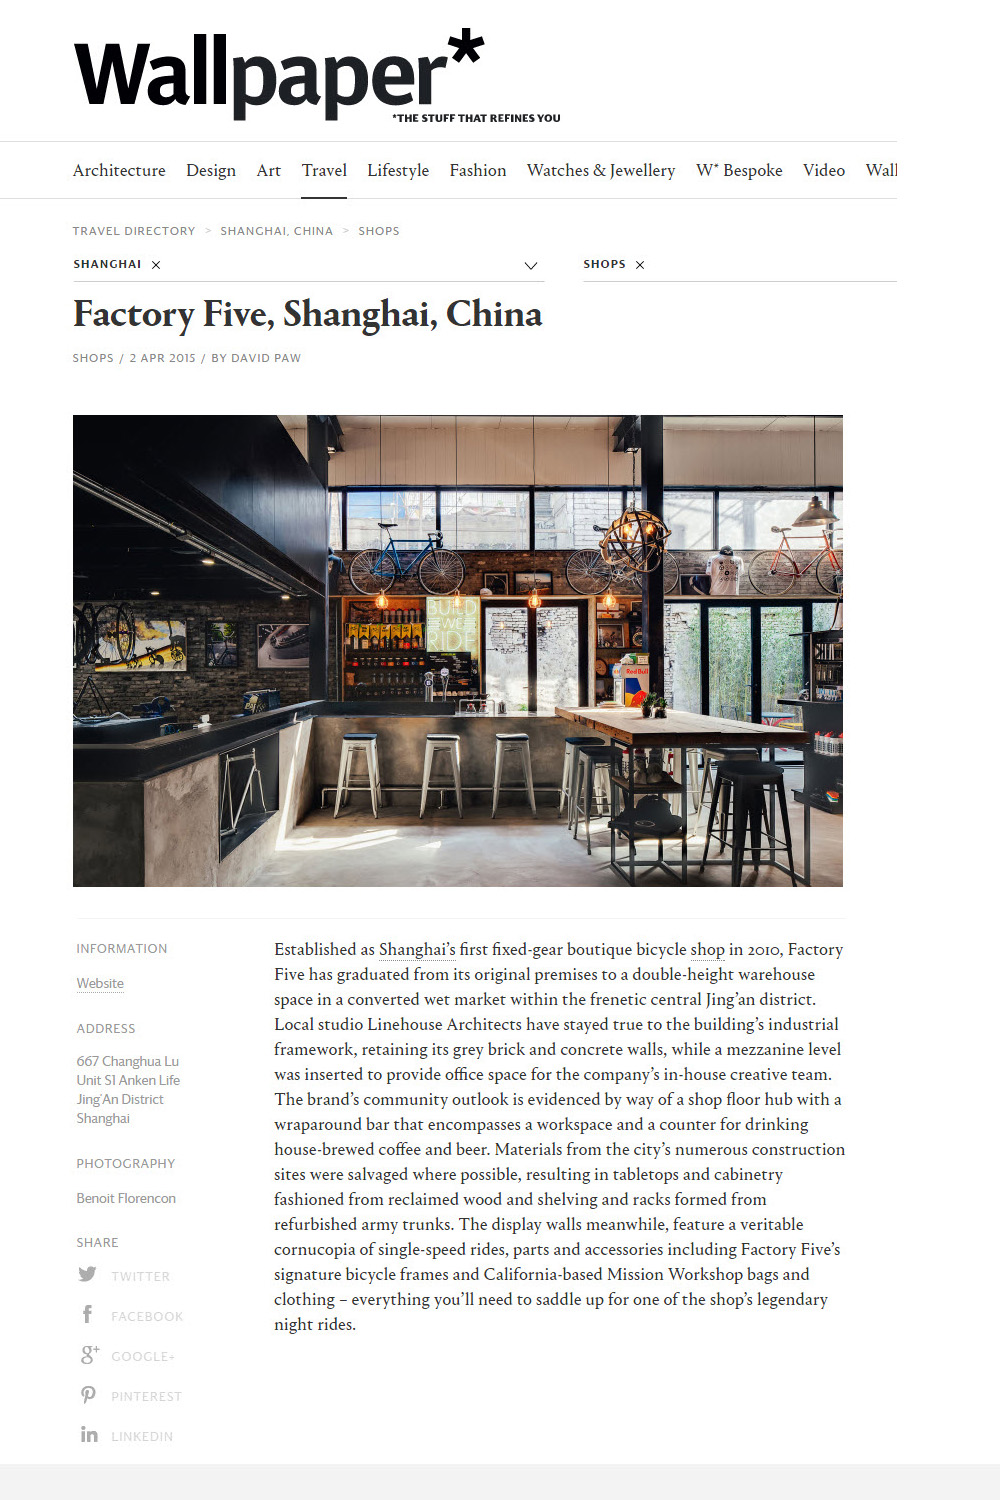 Wallpaper*
*THE STUFF THAT REFINES YOU
Architecture Design Art Travel Lifestyle Fashion Watches & Jewellery W* Bespoke Video Wall
TRAVEL DIRECTORY > SHANGHAI, CHINA > SHOPS
SHANGHAI × SHOPS ×
Factory Five, Shanghai, China
SHOPS / 2 APR 2015 / BY DAVID PAW
BUILD
WE
RIDE
Red Bull
INFORMATION
Website
ADDRESS
667 Changhua Lu
Unit S1 Anken Life
Jing'An District
Shanghai
PHOTOGRAPHY
Benoit Florencon
SHARE
TWITTER
FACEBOOK
g+ GOOGLE+
PINTEREST
in LINKEDIN
Established as Shanghai’s first fixed-gear boutique bicycle shop in 2010, Factory
Five has graduated from its original premises to a double-height warehouse
space in a converted wet market within the frenetic central Jing’an district.
Local studio Linehouse Architects have stayed true to the building’s industrial
framework, retaining its grey brick and concrete walls, while a mezzanine level
was inserted to provide office space for the company’s in-house creative team.
The brand’s community outlook is evidenced by way of a shop floor hub with a
wraparound bar that encompasses a workspace and a counter for drinking
house-brewed coffee and beer. Materials from the city’s numerous construction
sites were salvaged where possible, resulting in tabletops and cabinetry
fashioned from reclaimed wood and shelving and racks formed from
refurbished army trunks. The display walls meanwhile, feature a veritable
cornucopia of single-speed rides, parts and accessories including Factory Five’s
signature bicycle frames and California-based Mission Workshop bags and
clothing – everything you’ll need to saddle up for one of the shop’s legendary
night rides.